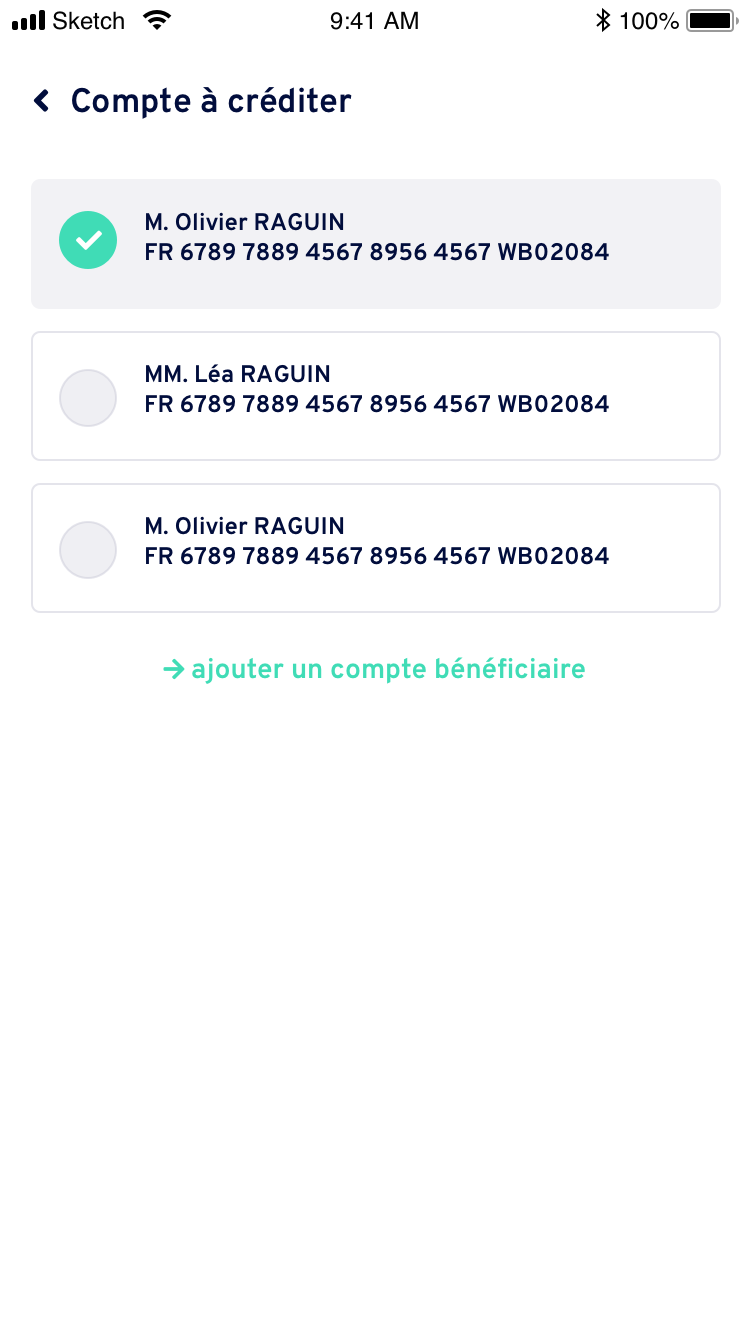 Sketch 9:41 AM 100%
Compte à créditer
M. Olivier RAGUIN
FR 6789 7889 4567 8956 4567 WB02084
MM. Léa RAGUIN
FR 6789 7889 4567 8956 4567 WB02084
M. Olivier RAGUIN
FR 6789 7889 4567 8956 4567 WB02084
→ ajouter un compte bénéficiaire